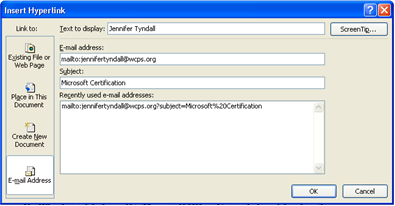 Insert Hyperlink
Link to:
Text to display: Jennifer Tyndall
ScreenTip...
Existing File or
Web Page
Place in This
Document
Create New
Document
E-mail Address
E-mail address:
mailto:jennifertyndall@wcps.org
Subject:
Microsoft Certification
Recently used e-mail addresses:
mailto:jennifertyndall@wcps.org?subject=Microsoft%20Certification
OK
Cancel